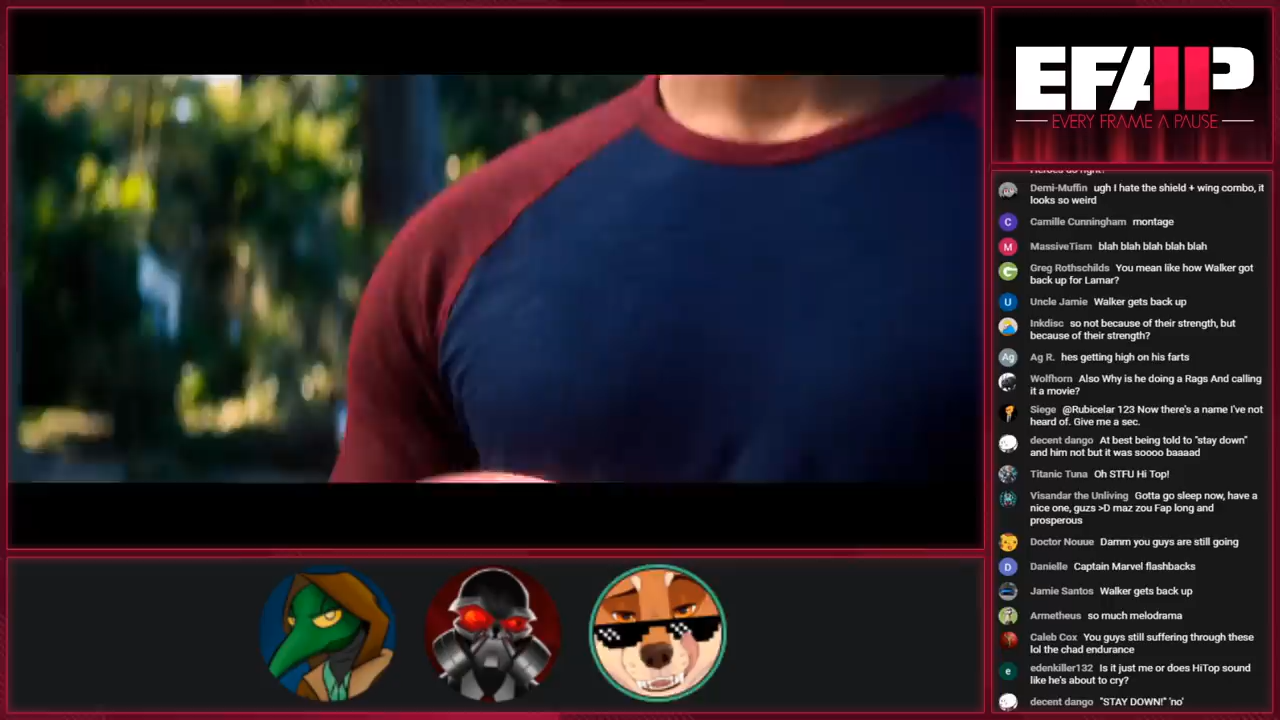 EFAP
EVERY FRAME A PAUSE
Heroes do right?
Demi-Muffin ugh I hate the shield + wing combo, it
looks so weird
C
Camille Cunningham montage
M
MassiveTism blah blah blah blah blah
G
Greg Rothschilds You mean like how Walker got
back up for Lamar?
U
Uncle Jamie Walker gets back up
Inkdisc so not because of their strength, but
because of their strength?
Ag
Ag R. hes getting high on his farts
Wolfhorn Also Why is he doing a Rags And calling
it a movie?
Siege @Rubicelar 123 Now there's a name I've not
heard of. Give me a sec.
decent dango At best being told to "stay down"
and him not but it was soooo baaaad
Titanic Tuna Oh STFU Hi Top!
Visandar the Unliving Gotta go sleep now, have a
nice one, guzs >D maz zou Fap long and
prosperous
Doctor Nouue Damm you guys are still going
D
Danielle Captain Marvel flashbacks
Jamie Santos Walker gets back up
Armetheus so much melodrama
Caleb Cox You guys still suffering through these
lol the chad endurance
e
edenkiller132 Is it just me or does HiTop sound
like he's about to cry?
decent dango "STAY DOWN!" 'no'